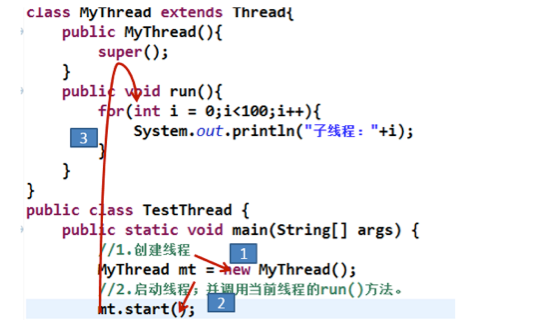 class MyThread extends Thread{
public MyThread(){
super();
}
public void run(){
for(int i = 0;i<100;i++){
System.out.println("子线程："+i);
3
}
}
}
public class TestThread {
public static void main(String[] args) {
//1.创建线程
1
MyThread mt = new MyThread();
//2.启动线程；并调用当前线程的run()方法。
mt.start();
2